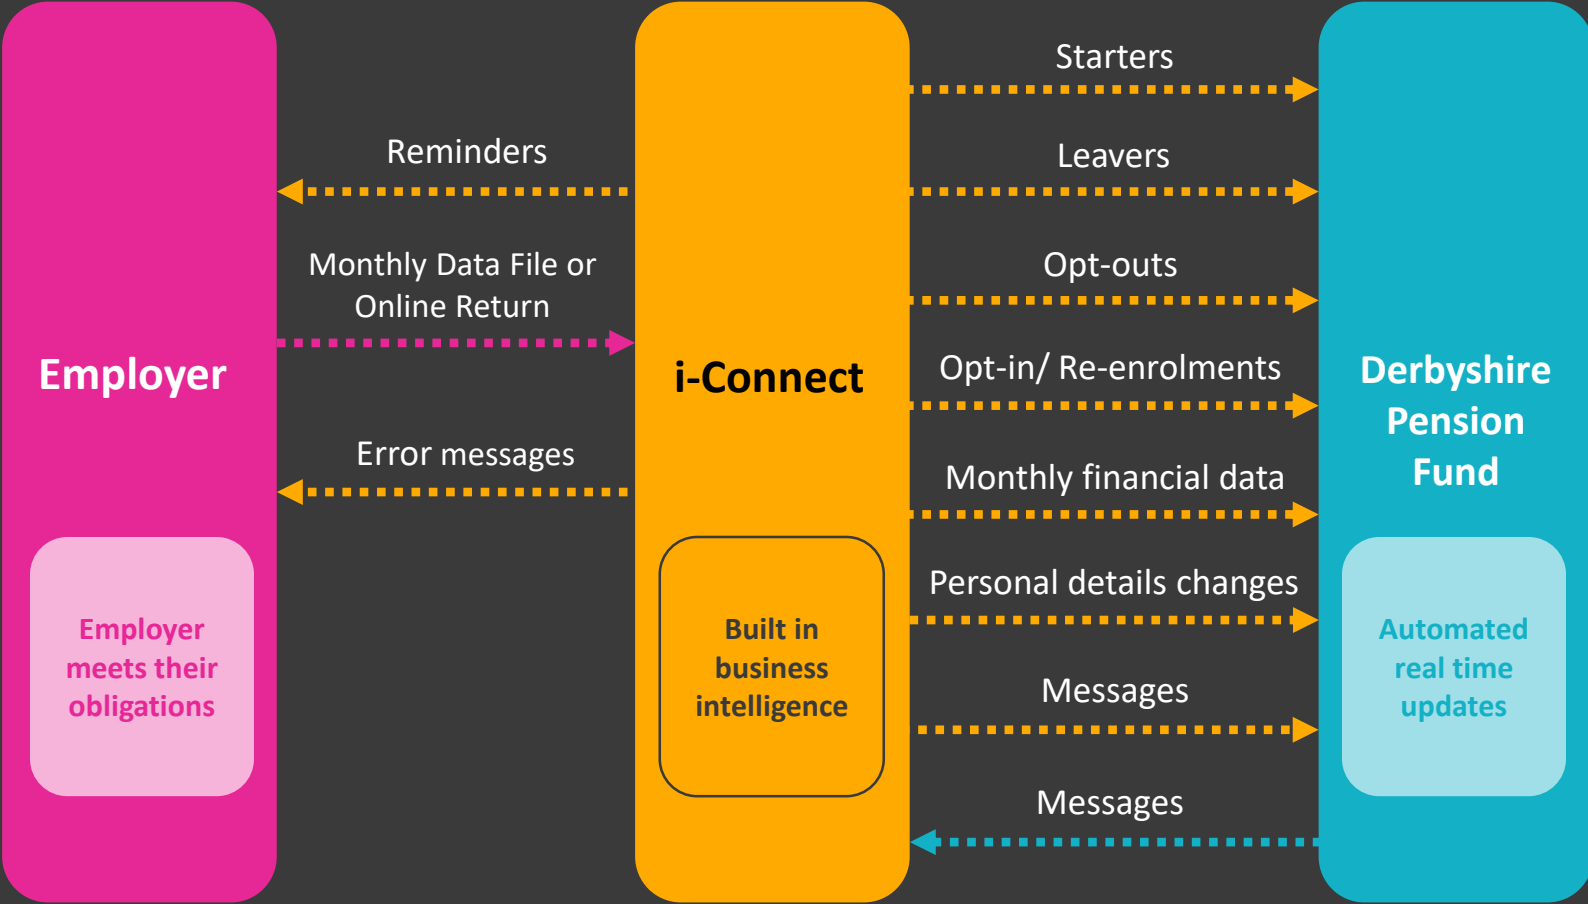 Employer
Employer
meets their
obligations
Reminders
Monthly Data File or
Online Return
Error messages
i-Connect
Built in
business
intelligence
Starters
Leavers
Opt-outs
Opt-in/ Re-enrolments
Monthly financial data
Personal details changes
Messages
Messages
Derbyshire
Pension
Fund
Automated
real time
updates